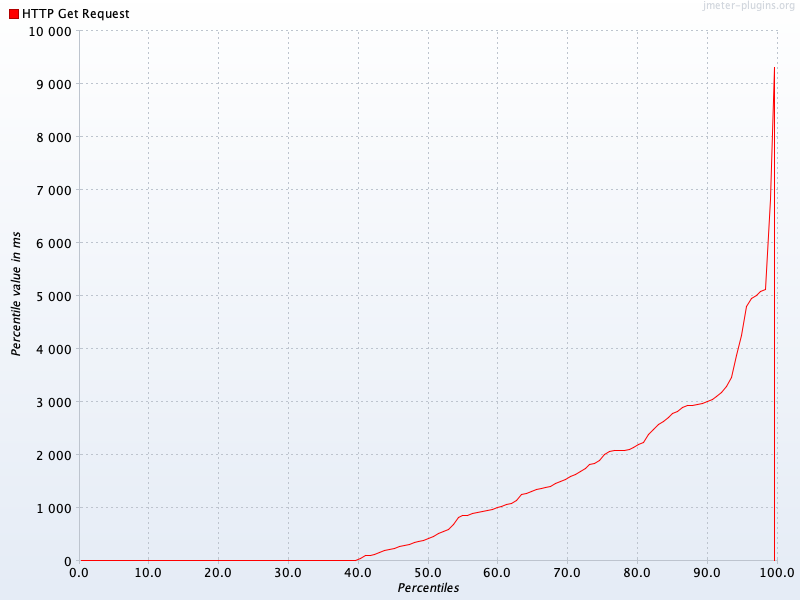 jmeter-plugins.org
HTTP Get Request
10 000
9 000
8 000
7 000
6 000
5 000
4 000
3 000
2 000
1 000
0
Percentile value in ms
0.0 10.0 20.0 30.0 40.0 50.0 60.0 70.0 80.0 90.0 100.0
Percentiles